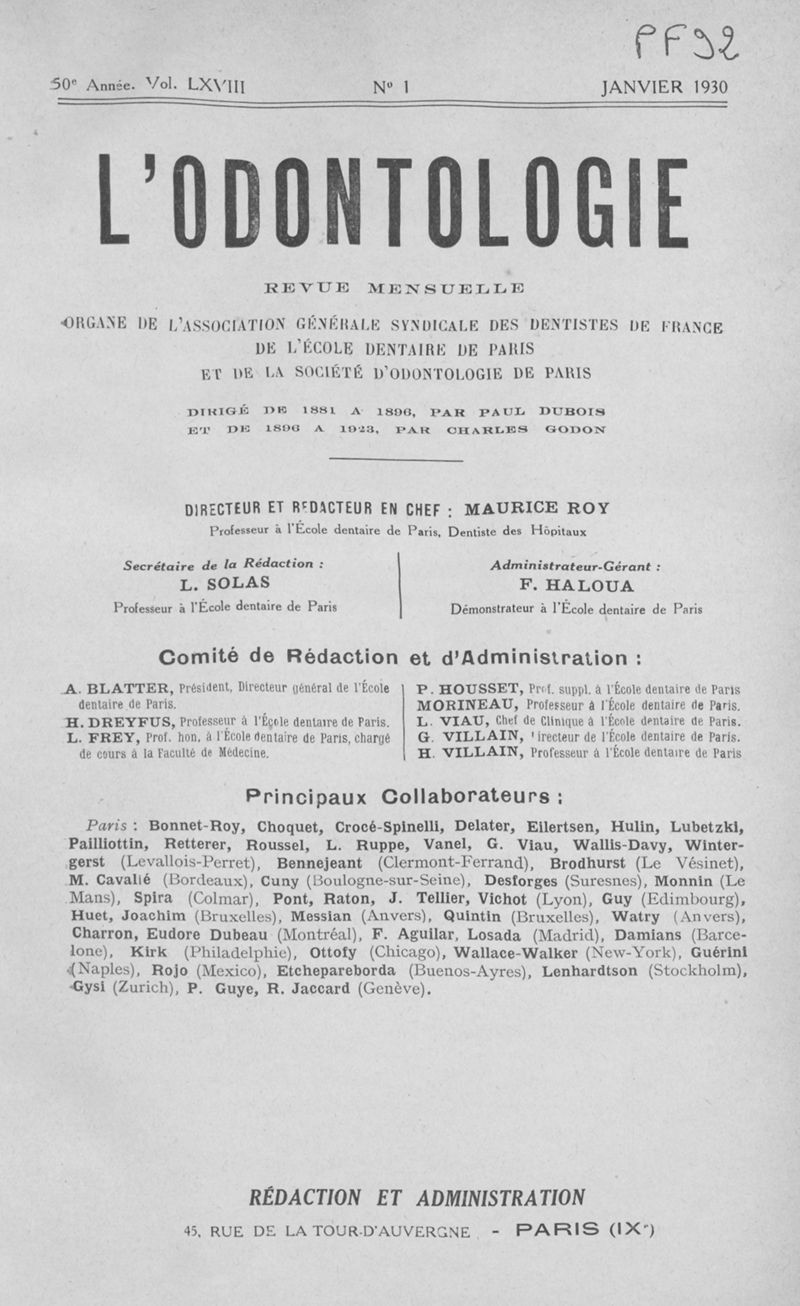 PF92
50e Année. Vol. LXVIII No 1 JANVIER 1930
L'ODONTOLOGIE
REVUE MENSUELLE
ORGANE DE L'ASSOCIATION GÉNÉRALE SYNDICALE DES DENTISTES DE FRANCE
DE L'ÉCOLE DENTAIRE DE PARIS
ET DE LA SOCIÉTÉ D'ODONTOLOGIE DE PARIS
DIRIGÉ DE 1881 A 1896, PAR PAUL DUBOIS
ET DE 1896 A 1923, PAR CHARLES GODON
DIRECTEUR ET RÉDACTEUR EN CHEF : MAURICE ROY
Professeur à l'École dentaire de Paris, Dentiste des Hôpitaux
Secrétaire de la Rédaction :
L. SOLAS
Professeur à l'École dentaire de Paris
Administrateur-Gérant :
F. HALOUA
Démonstrateur à l'École dentaire de Paris
Comité de Rédaction et d'Administration :
A. BLATTER, Président, Directeur général de l'École
dentaire de Paris.
H. DREYFUS, Professeur à l'École dentaire de Paris.
L. FREY, Prof. hon. à l'École dentaire de Paris, chargé
de cours à la Faculté de Médecine.
P. HOUSSET, Prof. suppl. à l'École dentaire de Paris
MORINEAU, Professeur à l'École dentaire de Paris.
L. VIAU, Chef de Clinique à l'École dentaire de Paris.
G. VILLAIN, Directeur de l'École dentaire de Paris.
H. VILLAIN, Professeur à l'École dentaire de Paris
Principaux Collaborateurs :
Paris : Bonnet-Roy, Choquet, Crocé-Spinelli, Delater, Eilertsen, Hulin, Lubetzki,
Pailliottin, Retterer, Roussel, L. Ruppe, Vanel, G. Viau, Wallis-Davy, Winter-
gerst (Levallois-Perret), Bennejeant (Clermont-Ferrand), Brodhurst (Le Vésinet),
M. Cavalié (Bordeaux), Cuny (Boulogne-sur-Seine), Desforges (Suresnes), Monnin (Le
Mans), Spira (Colmar), Pont, Raton, J. Tellier, Vichot (Lyon), Guy (Edimbourg),
Huet, Joachim (Bruxelles), Messian (Anvers), Quintin (Bruxelles), Watry (Anvers),
Charron, Eudore Dubeau (Montréal), F. Aguilar, Losada (Madrid), Damians (Barce-
lone), Kirk (Philadelphie), Ottofy (Chicago), Wallace-Walker (New-York), Guérini
(Naples), Rojo (Mexico), Etchepareborda (Buenos-Ayres), Lenhardtson (Stockholm),
Gysi (Zurich), P. Guye, R. Jaccard (Genève).
RÉDACTION ET ADMINISTRATION
45, RUE DE LA TOUR-D'AUVERGNE - PARIS (IXe)